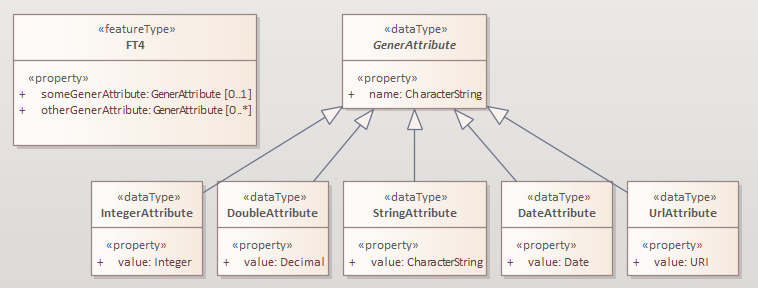 «featureType»
FT4
«property»
+ someGenerAttribute: GenerAttribute [0..1]
+ otherGenerAttribute: GenerAttribute [0..*]
«dataType»
GenerAttribute
«property»
+ name: CharacterString
«dataType»
IntegerAttribute
«property»
+ value: Integer
«dataType»
DoubleAttribute
«property»
+ value: Decimal
«dataType»
StringAttribute
«property»
+ value: CharacterString
«dataType»
DateAttribute
«property»
+ value: Date
«dataType»
UrlAttribute
«property»
+ value: URI